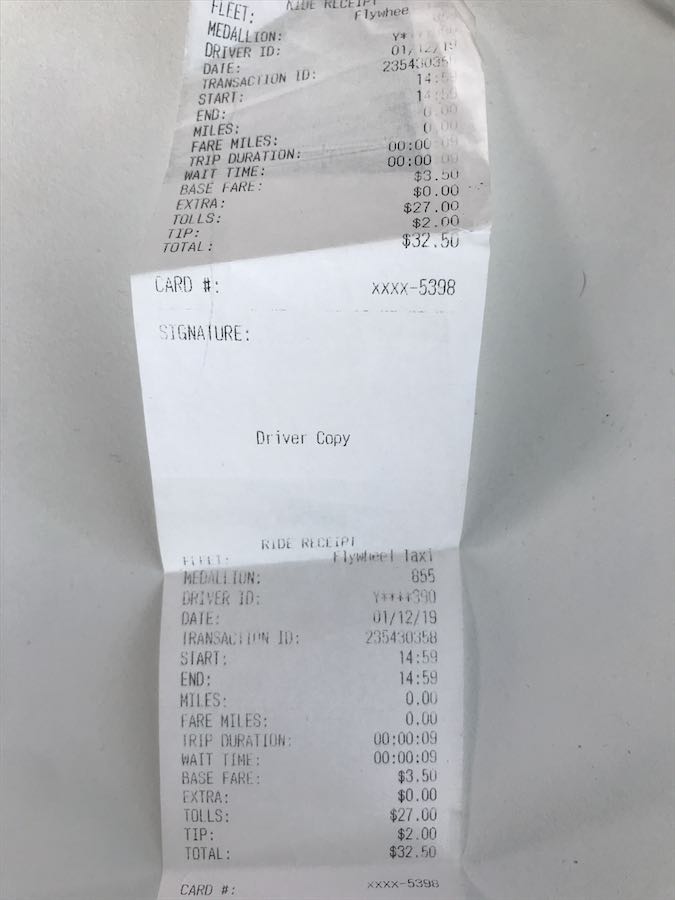 RIDE RECEIPT
FLEET: Flywhee
MEDALLION:
DRIVER ID: Y*
DATE: 01/12/19
TRANSACTION ID: 235430358
START: 14:59
END: 14:59
MILES: 0.00
FARE MILES: 0.00
TRIP DURATION: 00:00:09
WAIT TIME: 00:00:09
BASE FARE: $3.50
EXTRA: $0.00
TOLLS: $27.00
TIP: $2.00
TOTAL: $32.50
CARD #: xxxx-5398
SIGNATURE:
Driver Copy
RIDE RECEIPT
FLEET: Flywheel Taxi
MEDALLION: 855
DRIVER ID: Y****390
DATE: 01/12/19
TRANSACTION ID: 235430358
START: 14:59
END: 14:59
MILES: 0.00
FARE MILES: 0.00
TRIP DURATION: 00:00:09
WAIT TIME: 00:00:09
BASE FARE: $3.50
EXTRA: $0.00
TOLLS: $27.00
TIP: $2.00
TOTAL: $32.50
CARD #: xxxx-5398